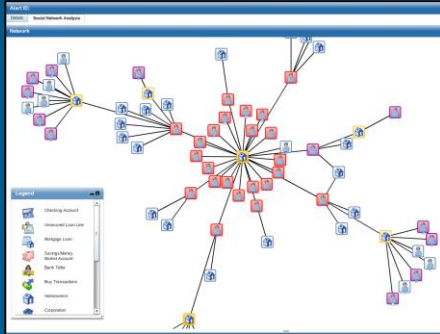 Alert ID:
Social Network Analysis
Network
Legend
Checking Account
Unsecured Loan Line
Mortgage Loan
Savings/Money
Market Account
Bank Teller
Buy Transactions
Homeowners
Corporation